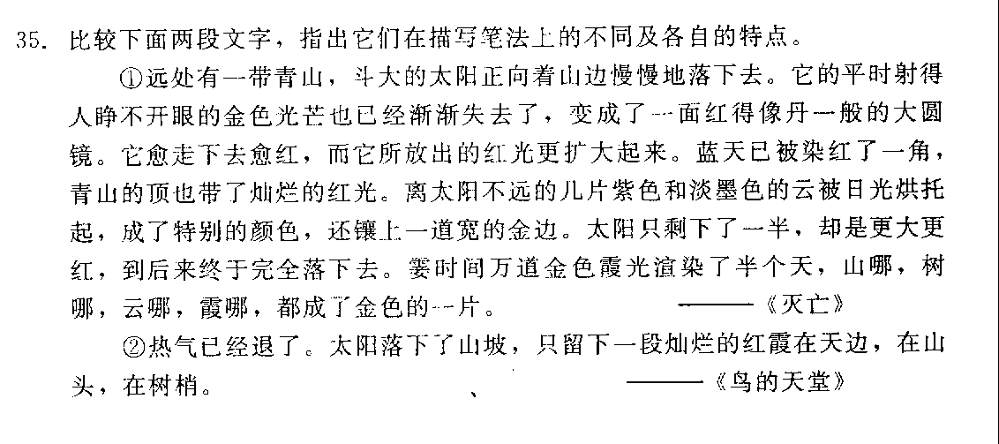 35. 比较下面两段文字，指出它们在描写笔法上的不同及各自的特点。
①远处有一带青山，斗大的太阳正向着山边慢慢地落下去。它的平时射得
人睁不开眼的金色光芒也已经渐渐失去了，变成了一面红得像丹一般的大圆
镜。它愈走下去愈红，而它所放出的红光更扩大起来。蓝天已被染红了一角，
青山的顶也带了灿烂的红光。离太阳不远的几片紫色和淡墨色的云被日光烘托
起，成了特别的颜色，还镶上一道宽的金边。太阳只剩下了一半，却是更大更
红，到后来终于完全落下去。霎时间万道金色霞光渲染了半个天，山哪，树
哪，云哪，霞哪，都成了金色的一片。 ——《灭亡》
②热气已经退了。太阳落下了山坡，只留下一段灿烂的红霞在天边，在山
头，在树梢。 ——《鸟的天堂》